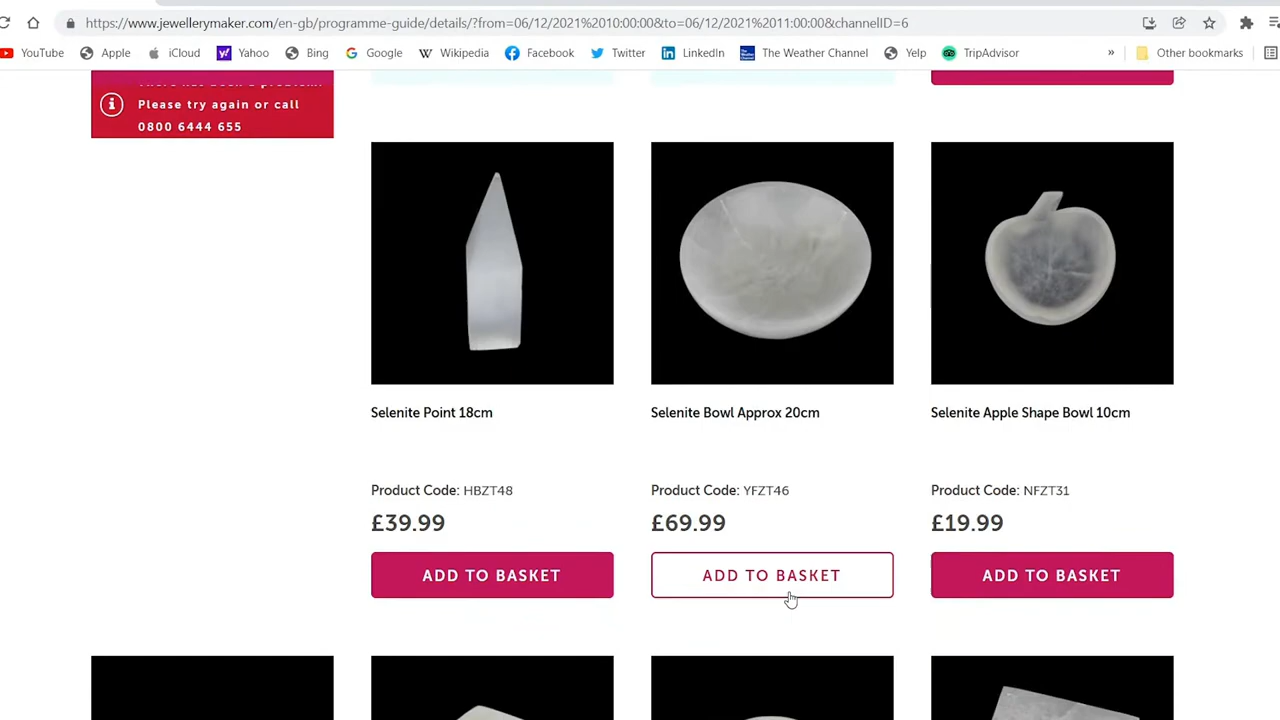 https://www.jewellerymaker.com/en-gb/programme-guide/details/?from=06/12/2021%2010:00:00&to=06/12/2021%2011:00:00&channelID=6
YouTube Apple iCloud Yahoo Bing Google Wikipedia Facebook Twitter LinkedIn The Weather Channel Yelp TripAdvisor » Other bookmarks
Please try again or call
0800 6444 655
Selenite Point 18cm
Selenite Bowl Approx 20cm
Selenite Apple Shape Bowl 10cm
Product Code: HBZT48
Product Code: YFZT46
Product Code: NFZT31
£39.99
£69.99
£19.99
ADD TO BASKET
ADD TO BASKET
ADD TO BASKET